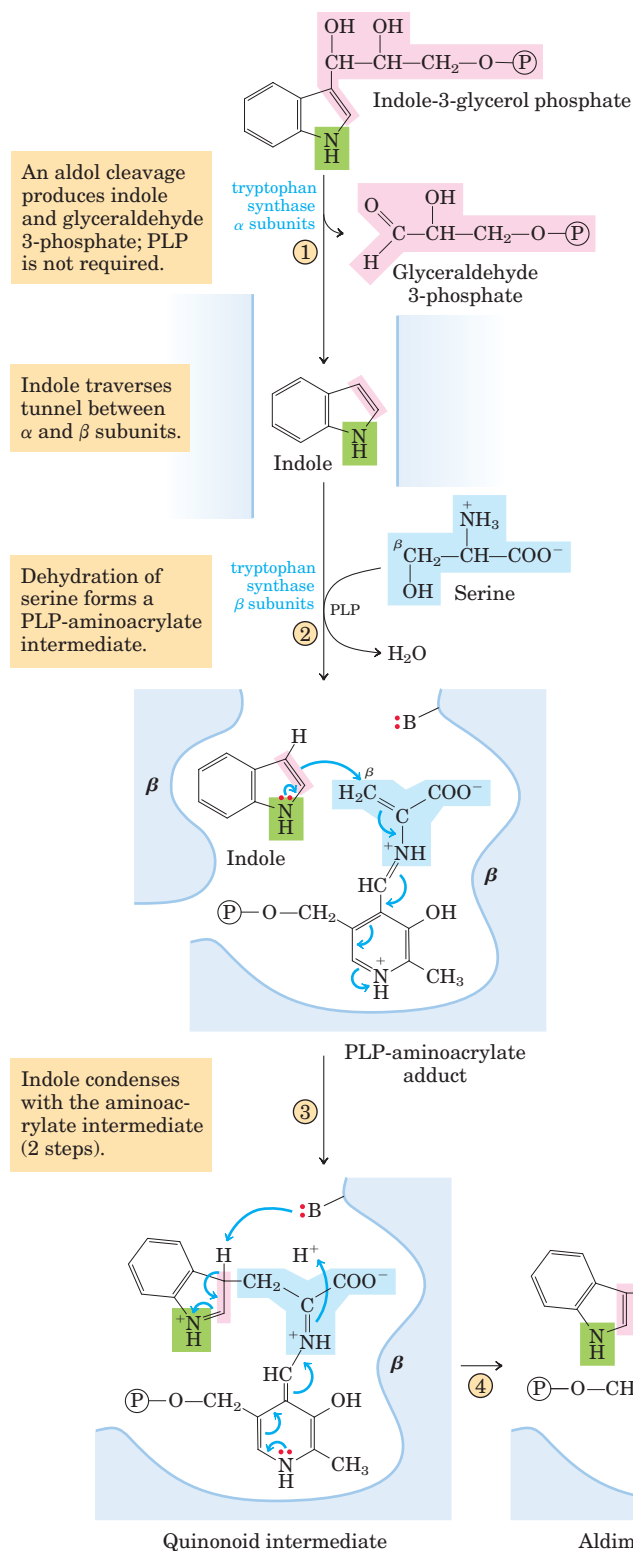 OH OH
CH—CH—CH₂—O—Ⓟ
Indole-3-glycerol phosphate
N
H
An aldol cleavage
produces indole
and glyceraldehyde
3-phosphate; PLP
is not required.
tryptophan
synthase
α subunits
①
O OH
C—CH—CH₂—O—Ⓟ
H
Glyceraldehyde
3-phosphate
Indole traverses
tunnel between
α and β subunits.
N
H
Indole
Dehydration of
serine forms a
PLP-aminoacrylate
intermediate.
tryptophan
synthase
β subunits
②
PLP
+
NH₃
β
CH₂—CH—COO⁻
OH
Serine
H₂O
:B
H
β
β
H₂C COO⁻
C
N
H
Indole
+NH
β
HC
Ⓟ—O—CH₂ OH
+
N
H
CH₃
PLP-aminoacrylate
adduct
Indole condenses
with the aminoac-
rylate intermediate
(2 steps).
③
:B
H
H⁺
CH₂ COO⁻
C
+N
H
+NH
β
HC
Ⓟ—O—CH₂ OH
N
H
CH₃
Quinonoid intermediate
④
N
H
Ⓟ—O—CH
Aldim